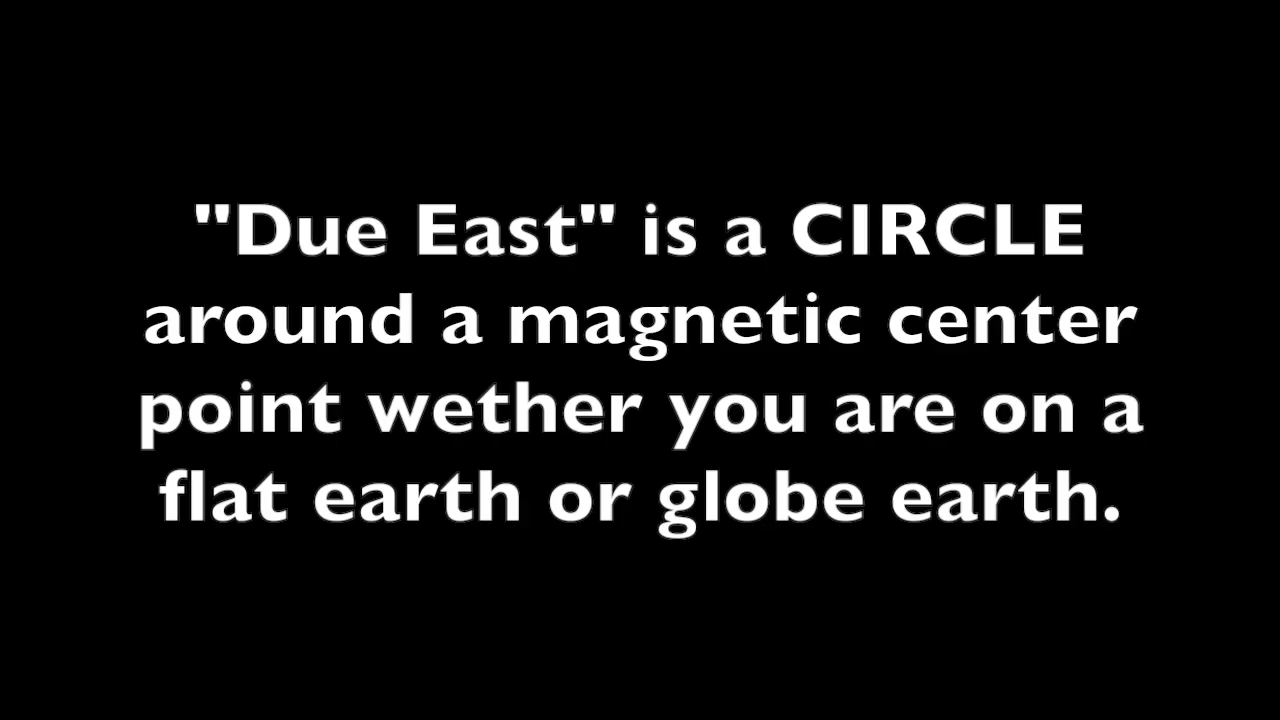 "Due East" is a CIRCLE
around a magnetic center
point wether you are on a
flat earth or globe earth.